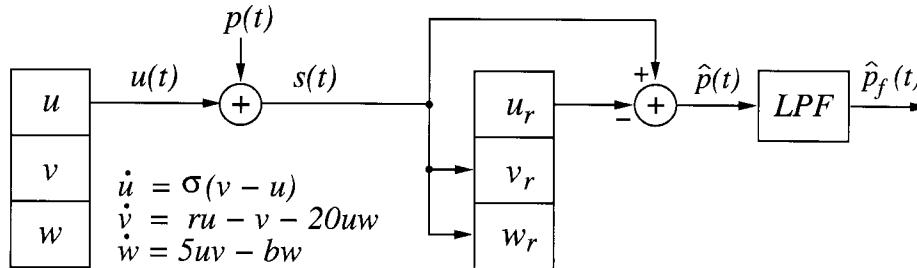 p(t)
u(t)
s(t)
+
+
+
−
p̂(t)
LPF
p̂_f(t)
u
v
w
u_r
v_r
w_r
u̇ = σ(v − u)
v̇ = ru − v − 20uw
ẇ = 5uv − bw